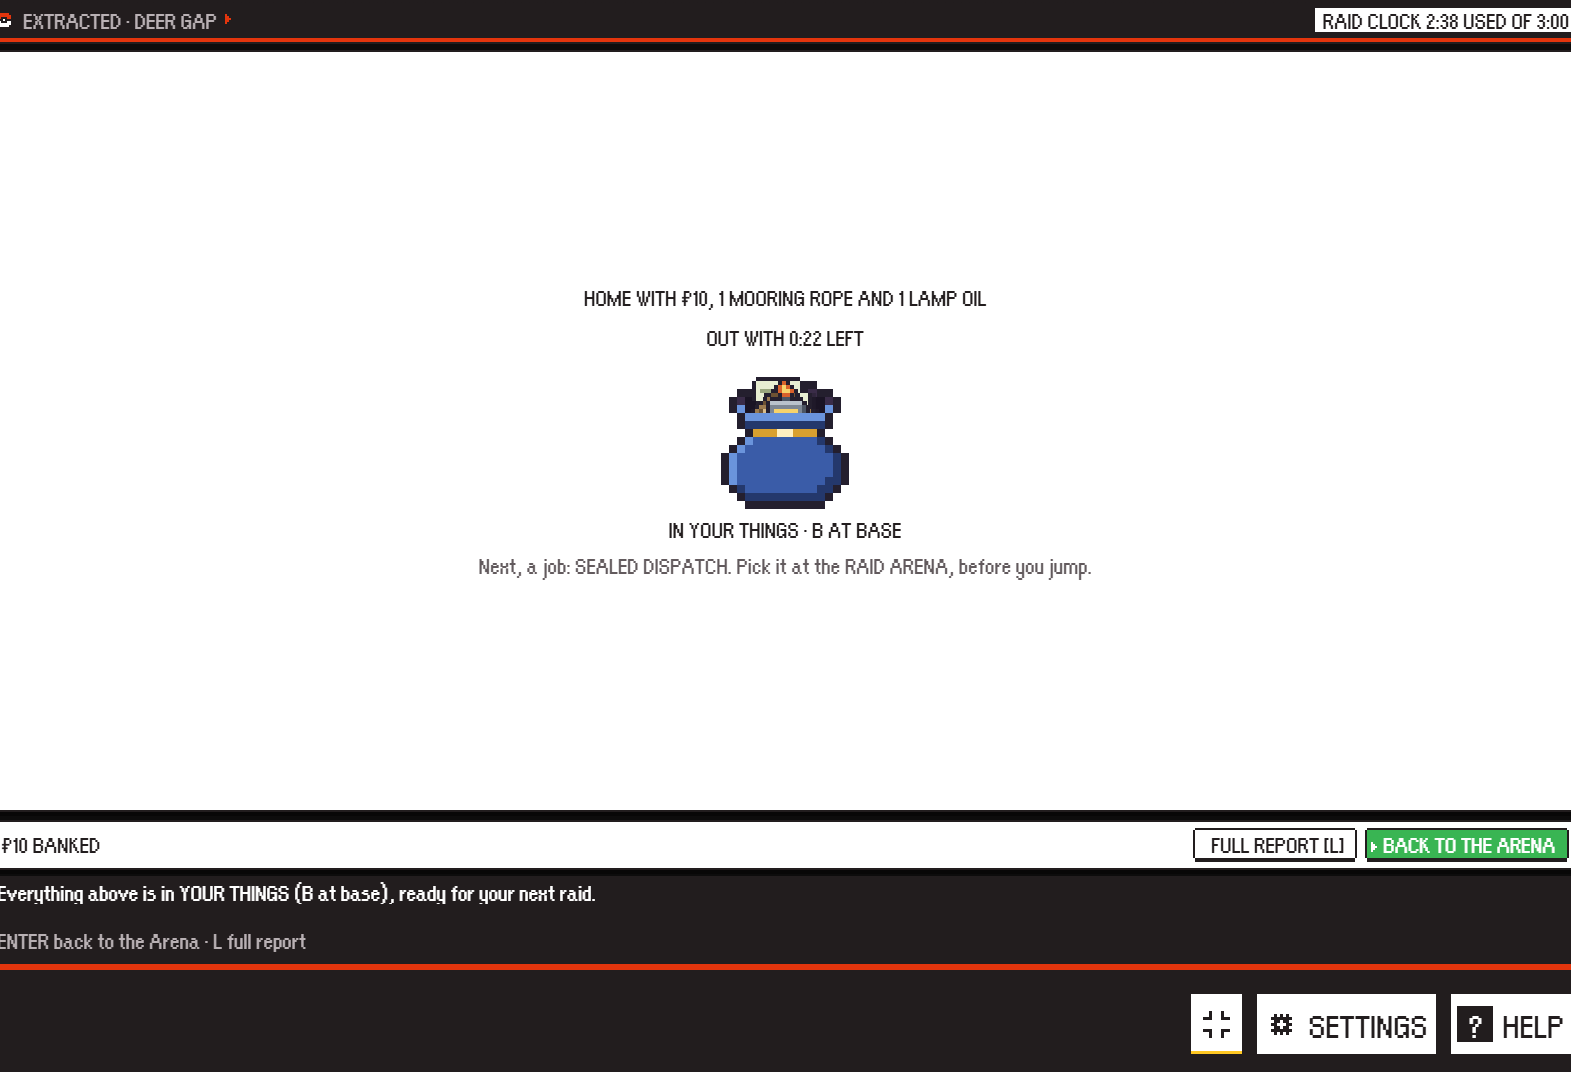 EXTRACTED · DEER GAP
RAID CLOCK 2:38 USED OF 3:00
HOME WITH ₽10, 1 MOORING ROPE AND 1 LAMP OIL
OUT WITH 0:22 LEFT
IN YOUR THINGS · B AT BASE
Next, a job: SEALED DISPATCH. Pick it at the RAID ARENA, before you jump.
₽10 BANKED
FULL REPORT [L]
BACK TO THE ARENA
Everything above is in YOUR THINGS (B at base), ready for your next raid.
ENTER back to the Arena · L full report
SETTINGS
? HELP